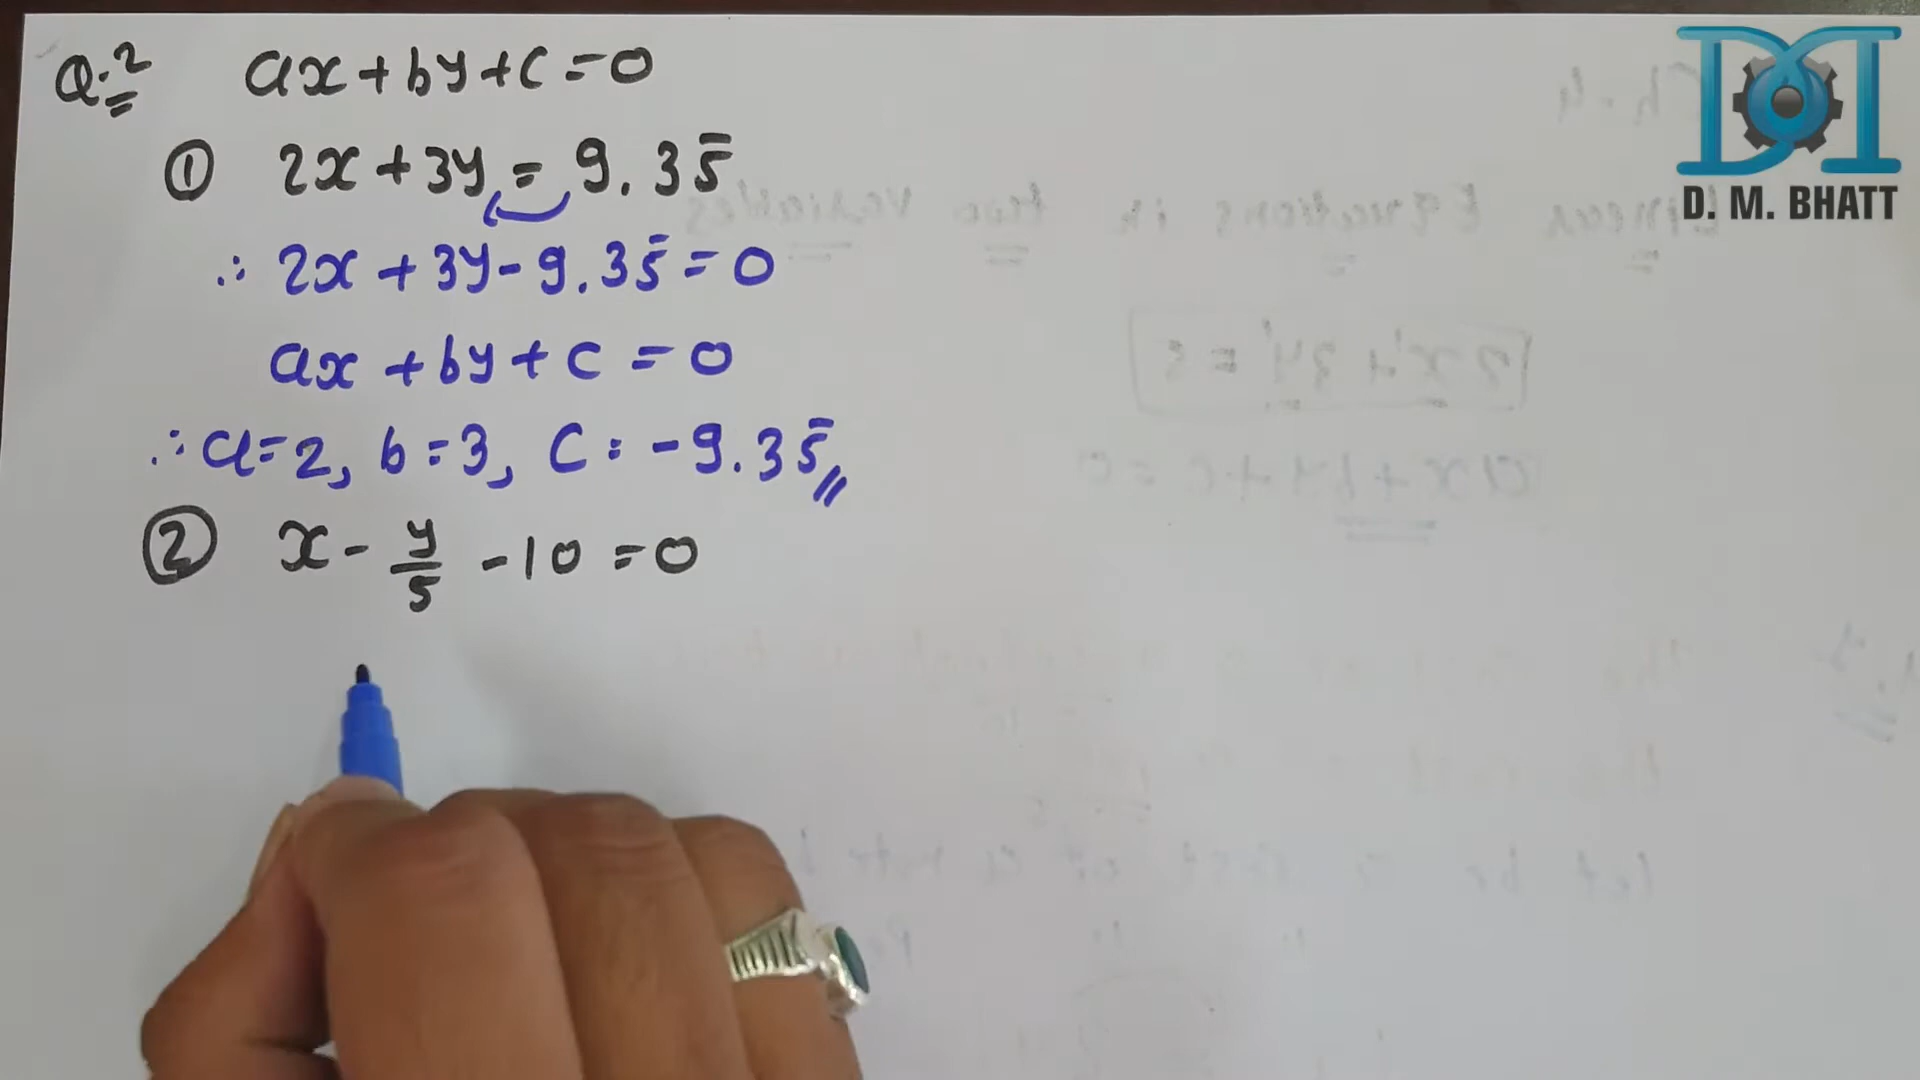 Q.2 ax+by+c=0
① 2x+3y=9.35̅
∴ 2x+3y-9.35̅=0
ax+by+c=0
∴ a=2, b=3, c=-9.35̅
② x-y/5-10=0
D. M. BHATT